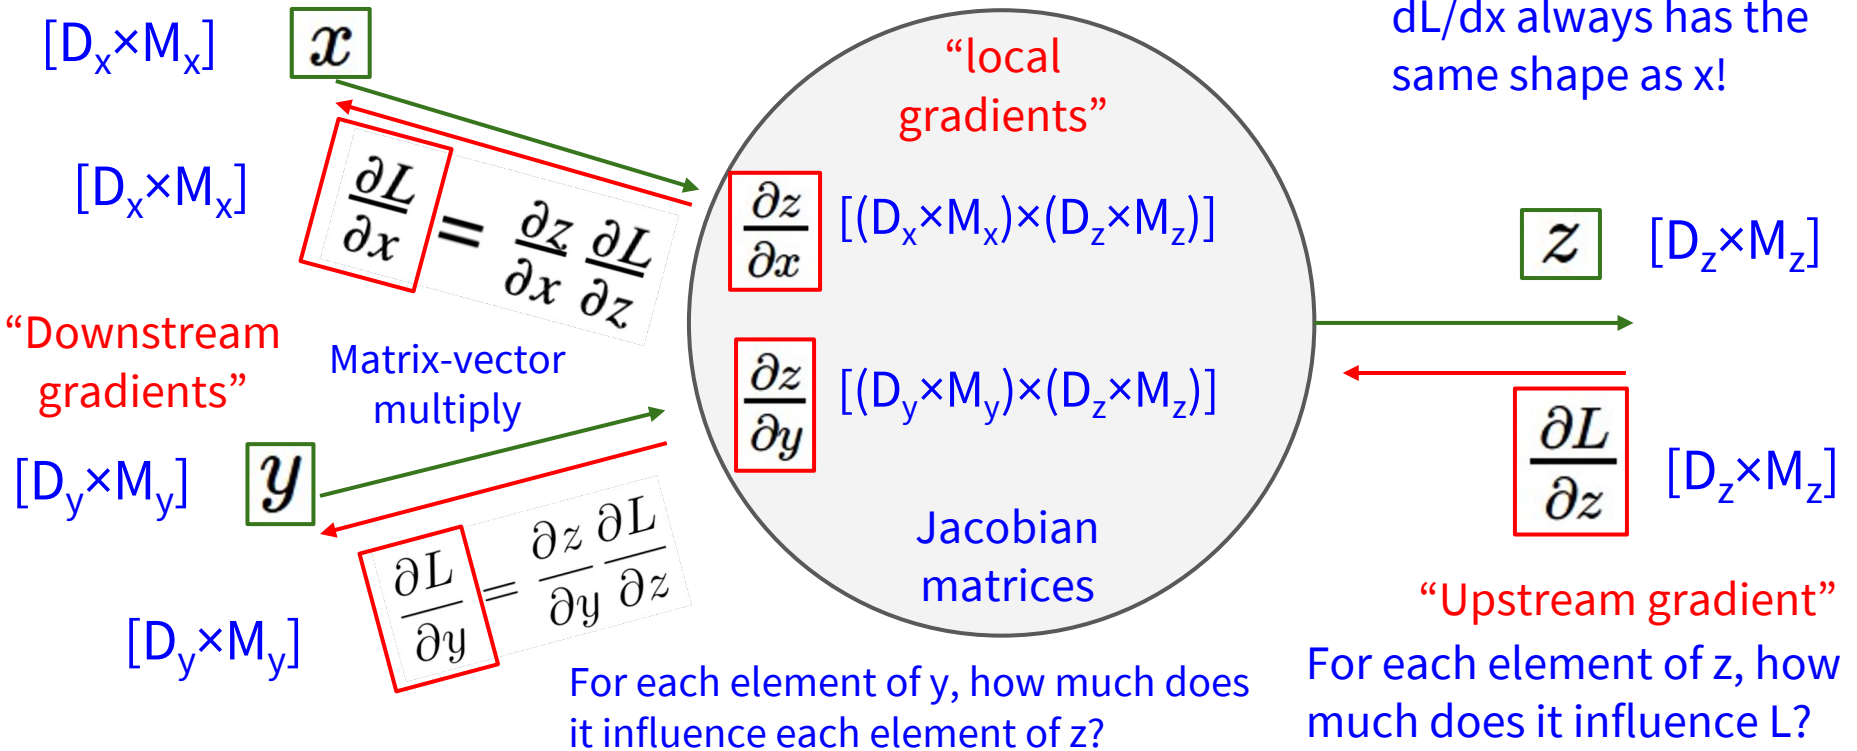 [Dx×Mx]
x
dL/dx always has the
same shape as x!
“local
gradients”
[Dx×Mx]
∂L/∂x = ∂z/∂x ∂L/∂z
∂z/∂x [(Dx×Mx)×(Dz×Mz)]
z [Dz×Mz]
“Downstream
gradients”
Matrix-vector
multiply
∂z/∂y [(Dy×My)×(Dz×Mz)]
∂L/∂z [Dz×Mz]
[Dy×My]
y
∂L/∂y = ∂z/∂y ∂L/∂z
[Dy×My]
Jacobian
matrices
“Upstream gradient”
For each element of y, how much does
it influence each element of z?
For each element of z, how
much does it influence L?